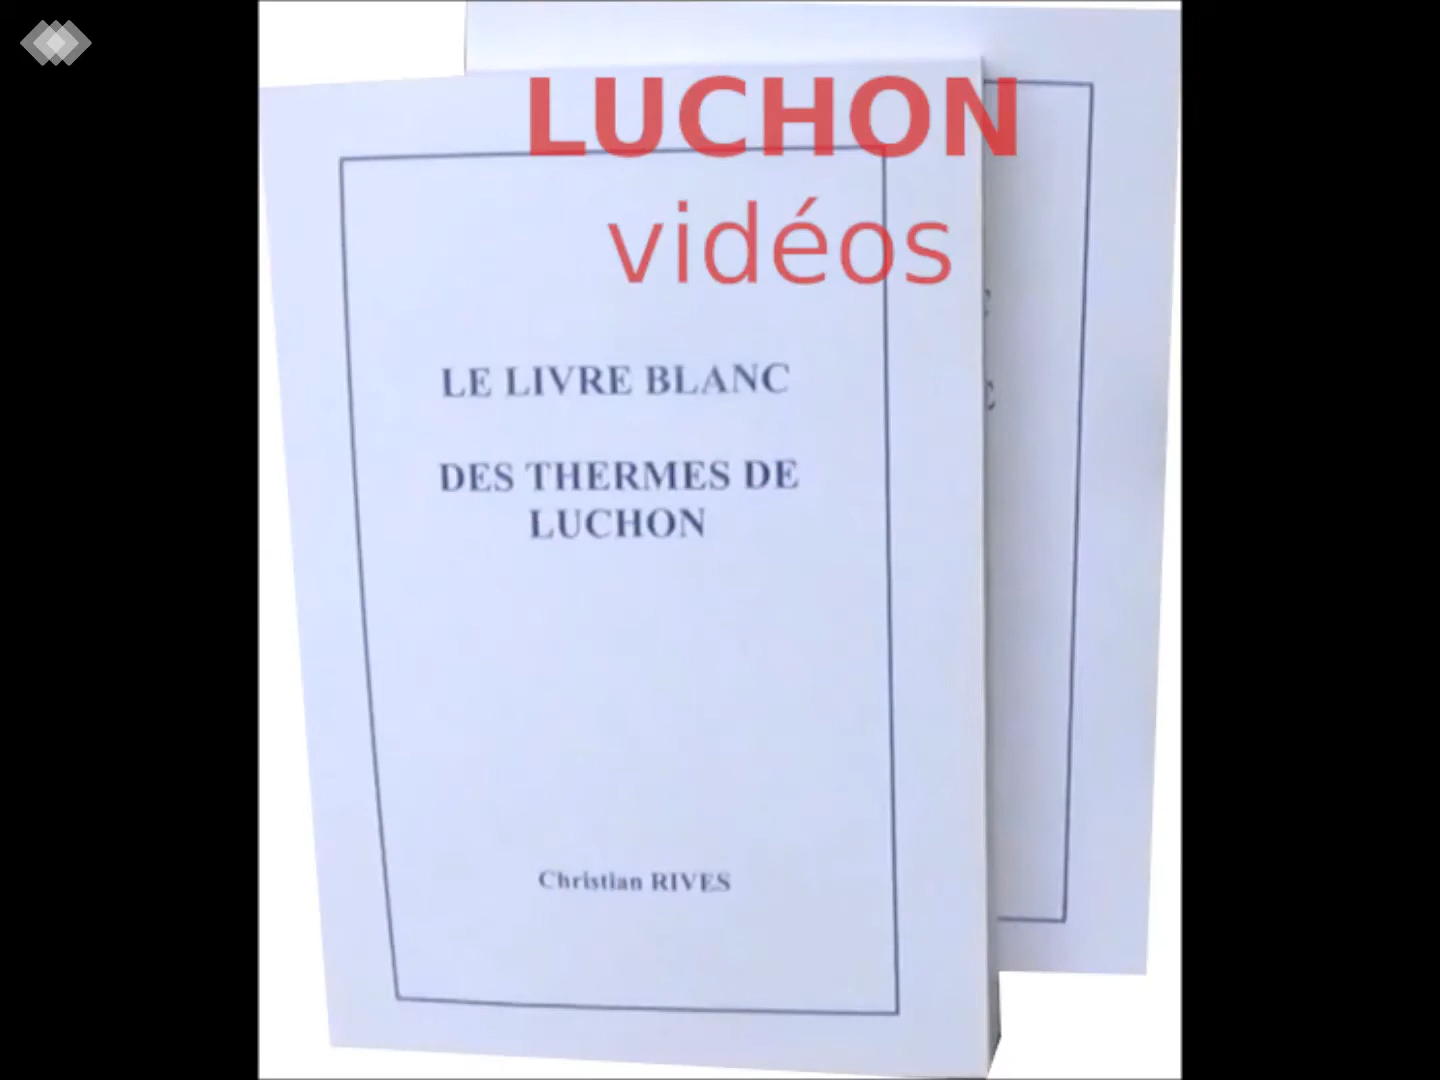 LUCHON
vidéos
LE LIVRE BLANC
DES THERMES DE
LUCHON
Christian RIVES